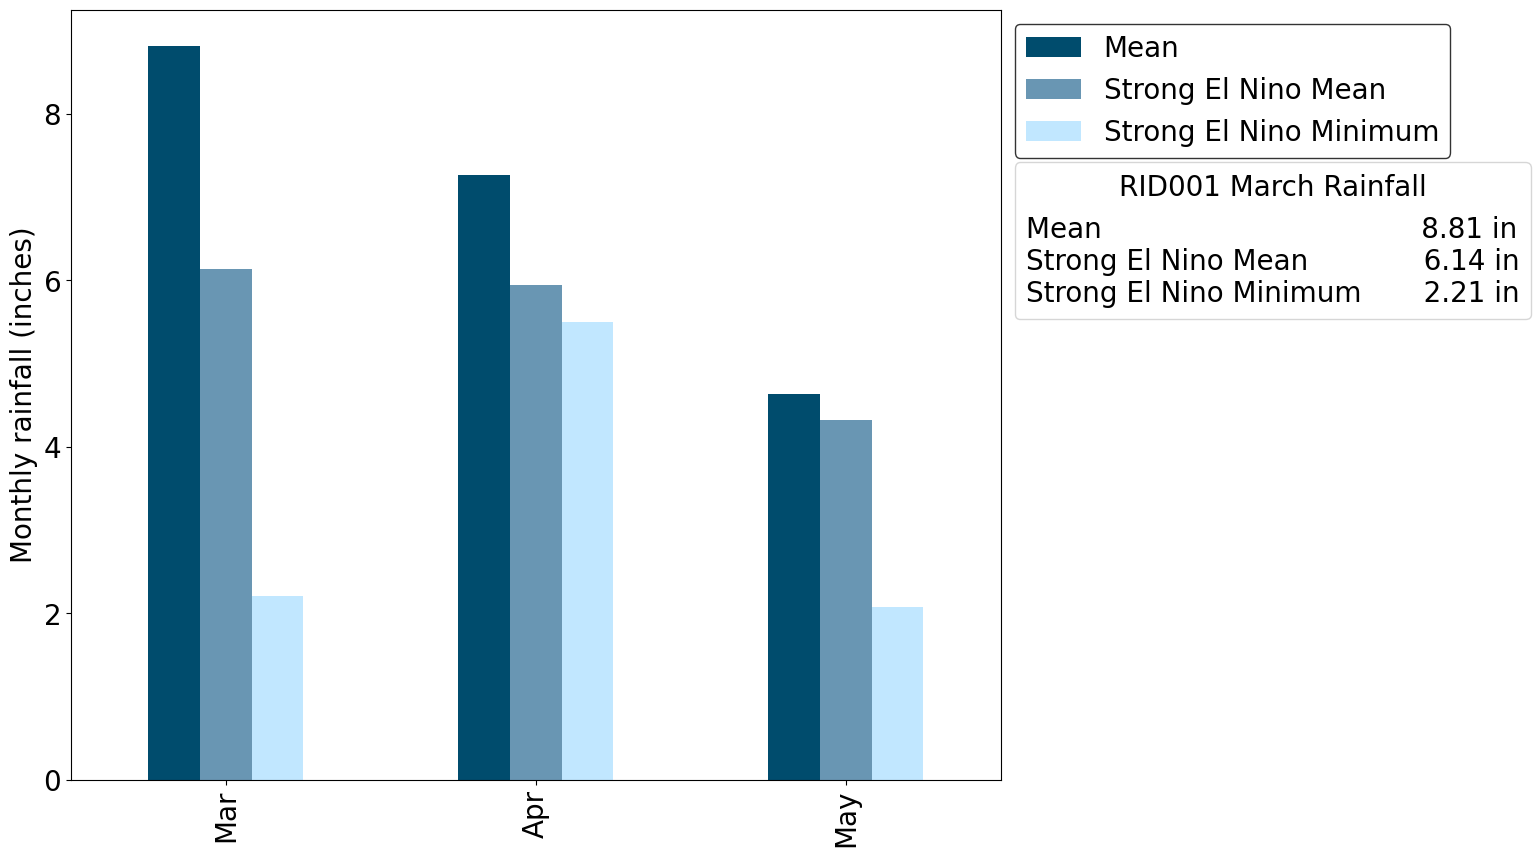 Monthly rainfall (inches)
8
6
4
2
0
Mar
Apr
May
Mean
Strong El Nino Mean
Strong El Nino Minimum
RID001 March Rainfall
Mean 8.81 in
Strong El Nino Mean 6.14 in
Strong El Nino Minimum 2.21 in